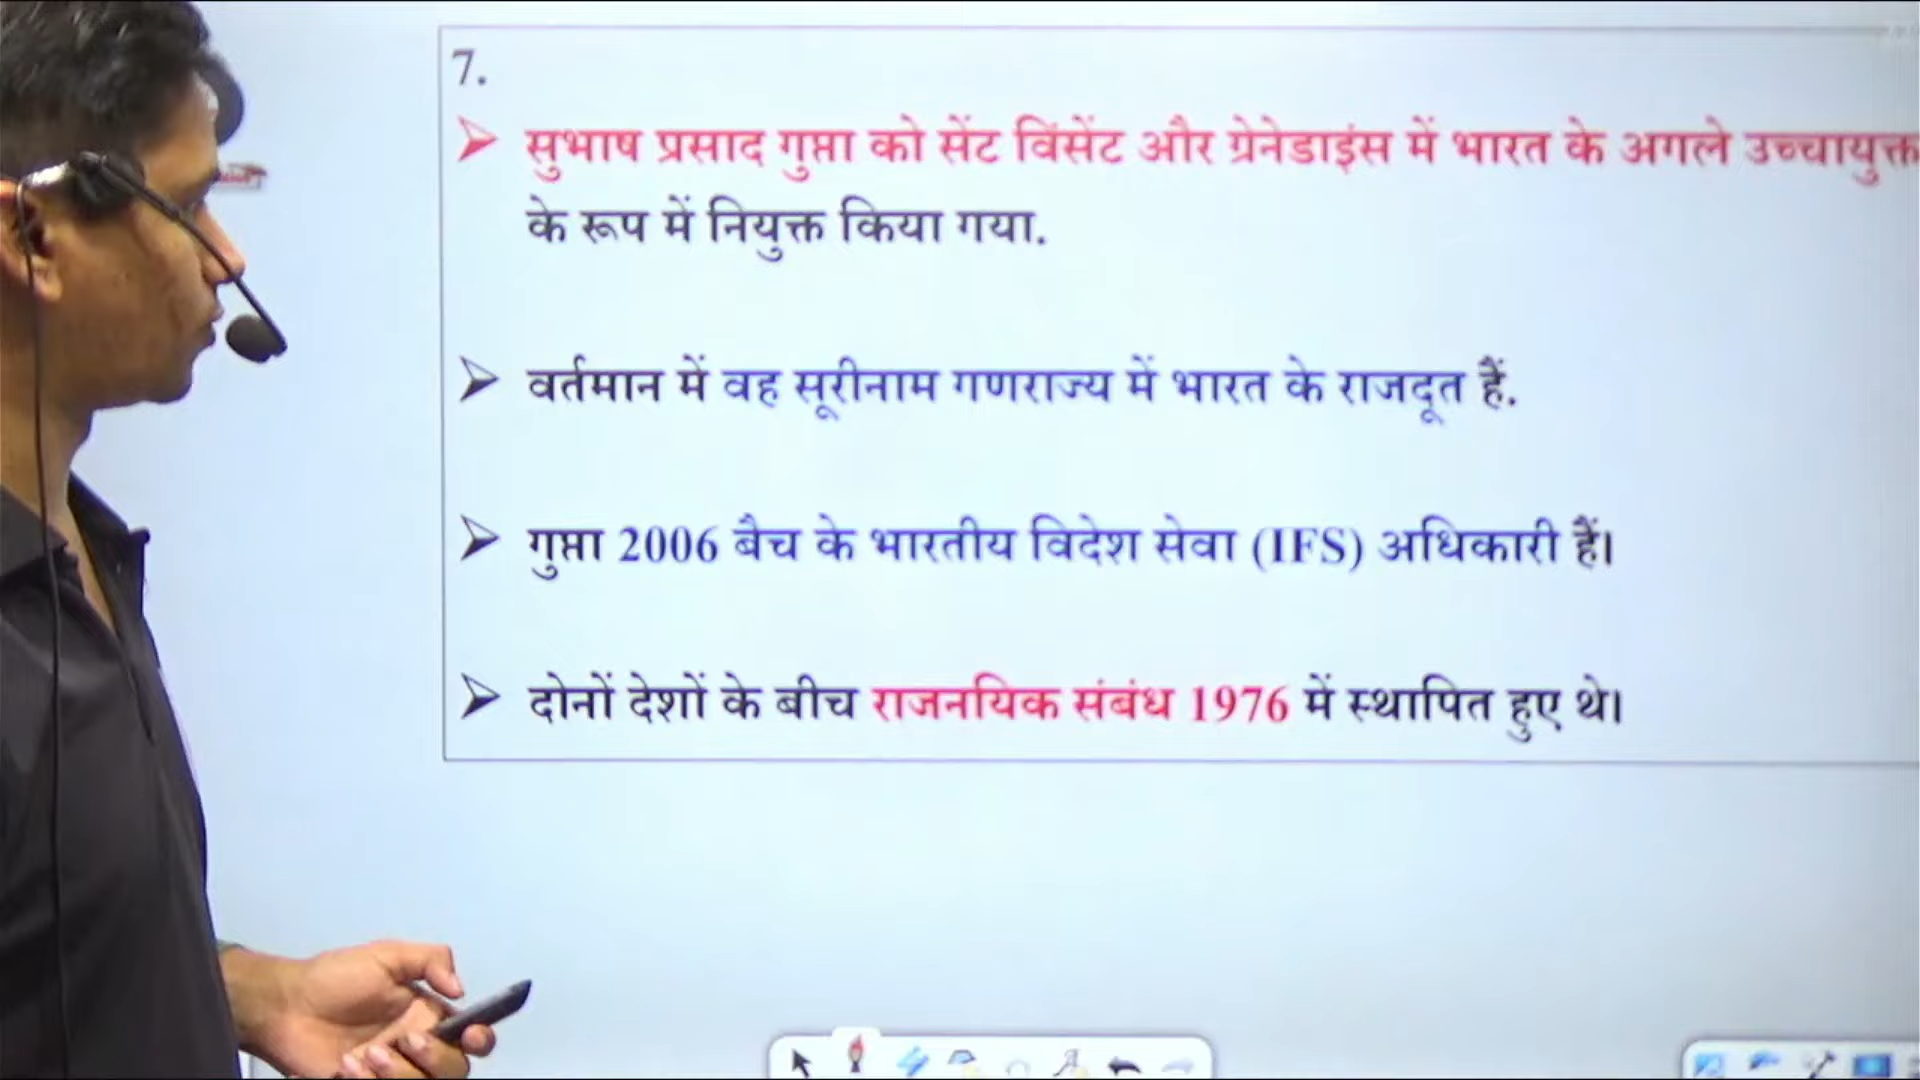 7.
➢ सुभाष प्रसाद गुप्ता को सेंट विंसेंट और ग्रेनेडाइंस में भारत के अगले उच्चायुक्त
के रूप में नियुक्त किया गया.
➢ वर्तमान में वह सूरीनाम गणराज्य में भारत के राजदूत हैं.
➢ गुप्ता 2006 बैच के भारतीय विदेश सेवा (IFS) अधिकारी हैं।
➢ दोनों देशों के बीच राजनयिक संबंध 1976 में स्थापित हुए थे।